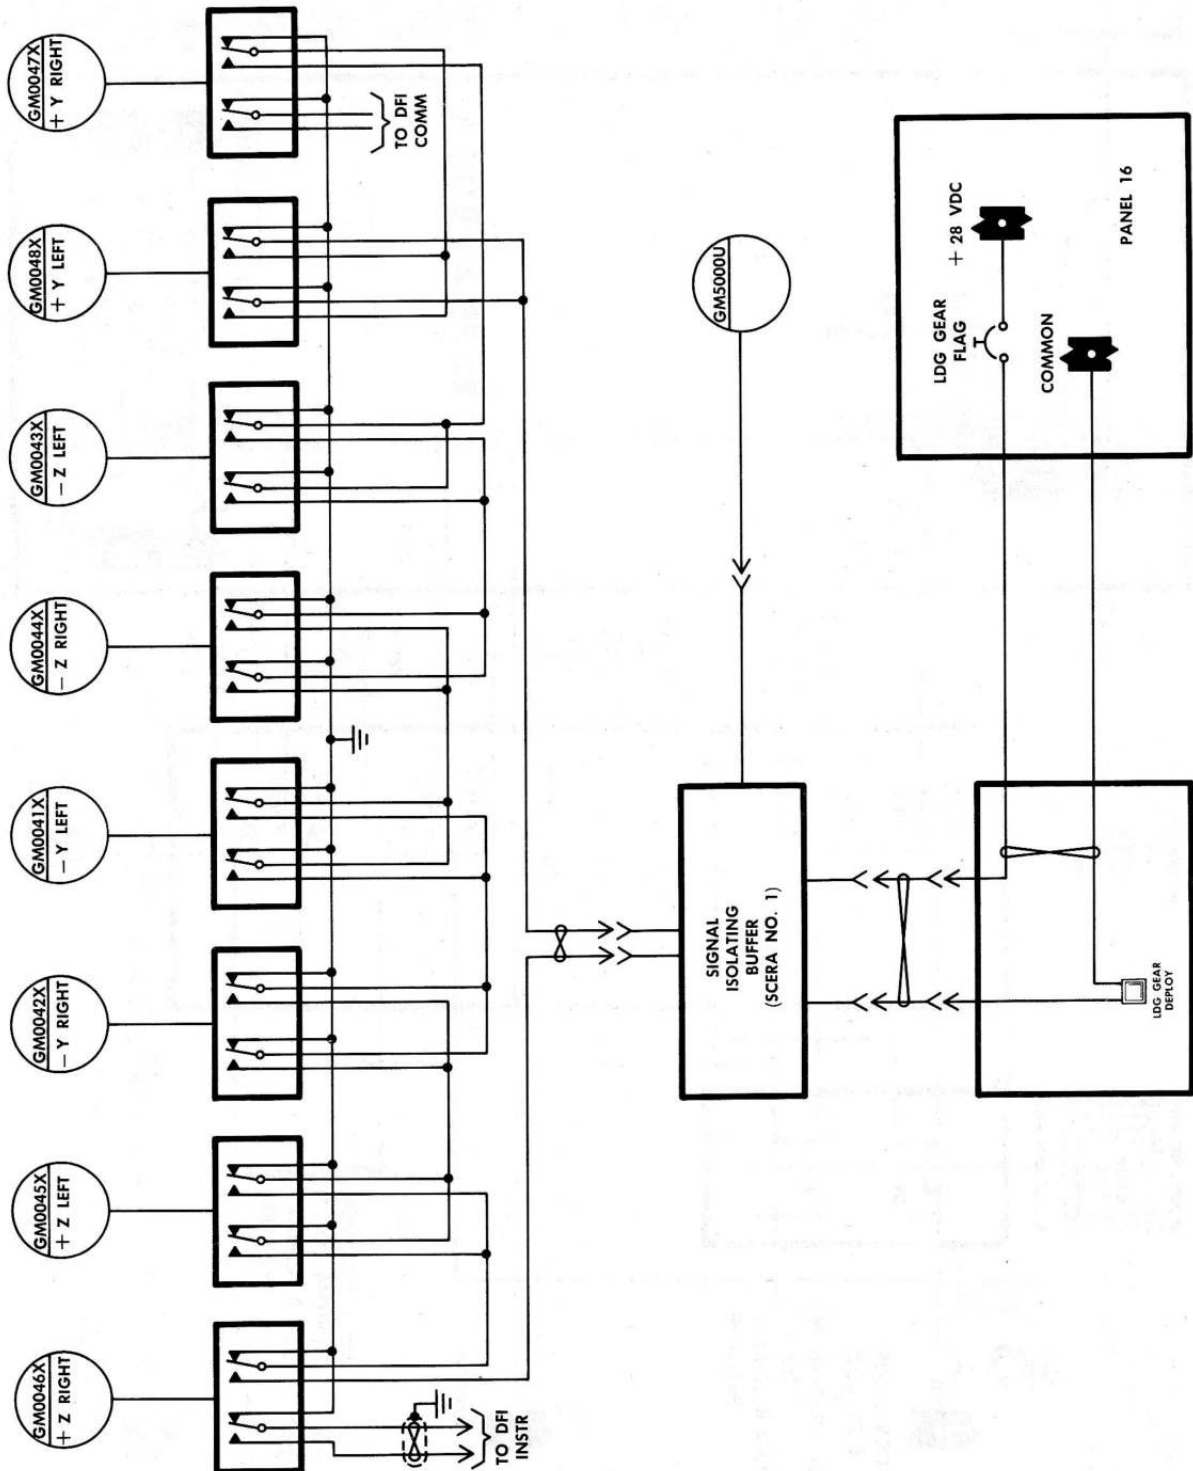 GM0046X
+ Z RIGHT
GM0045X
+ Z LEFT
GM0042X
− Y RIGHT
GM0041X
− Y LEFT
GM0044X
− Z RIGHT
GM0043X
− Z LEFT
GM0048X
+ Y LEFT
GM0047X
+ Y RIGHT
TO DFI
INSTR
TO DFI
COMM
SIGNAL
ISOLATING
BUFFER
(SCERA NO. 1)
GM5000U
LDG GEAR
FLAG
+ 28 VDC
COMMON
PANEL 16
LDG GEAR
DEPLOY